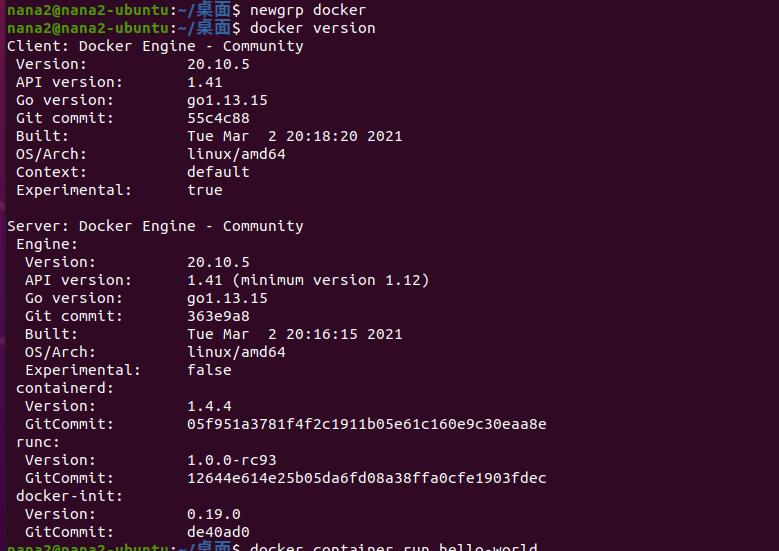 nana2@nana2-ubuntu:~/桌面$ newgrp docker
nana2@nana2-ubuntu:~/桌面$ docker version
Client: Docker Engine - Community
 Version:           20.10.5
 API version:       1.41
 Go version:        go1.13.15
 Git commit:        55c4c88
 Built:             Tue Mar  2 20:18:20 2021
 OS/Arch:           linux/amd64
 Context:           default
 Experimental:      true

Server: Docker Engine - Community
 Engine:
  Version:          20.10.5
  API version:      1.41 (minimum version 1.12)
  Go version:       go1.13.15
  Git commit:       363e9a8
  Built:            Tue Mar  2 20:16:15 2021
  OS/Arch:          linux/amd64
  Experimental:     false
 containerd:
  Version:          1.4.4
  GitCommit:        05f951a3781f4f2c1911b05e61c160e9c30eaa8e
 runc:
  Version:          1.0.0-rc93
  GitCommit:        12644e614e25b05da6fd08a38ffa0cfe1903fdec
 docker-init:
  Version:          0.19.0
  GitCommit:        de40ad0
nana2@nana2-ubuntu:~/桌面$ docker container run hello-world